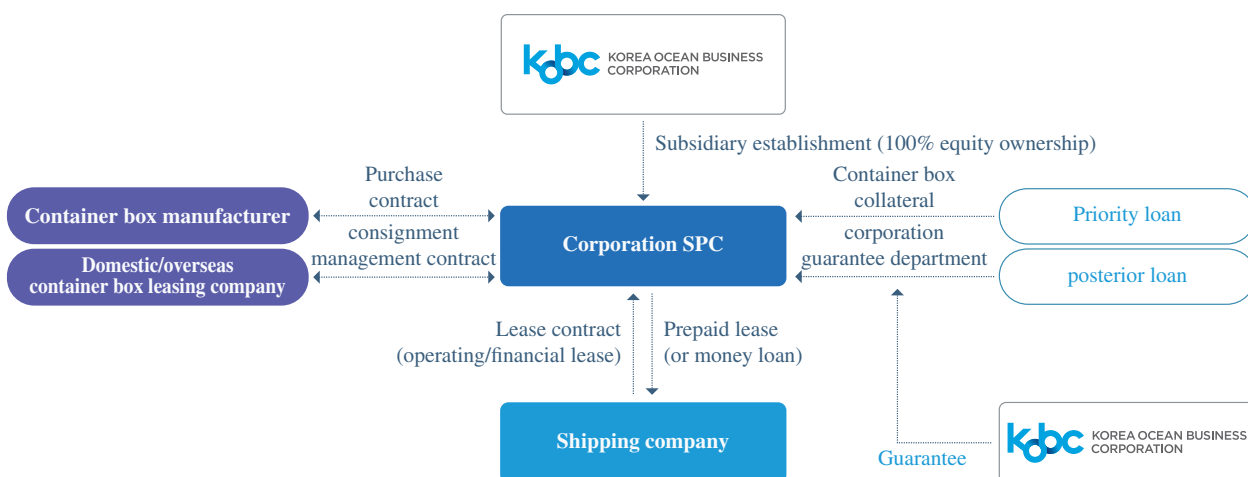 kobc KOREA OCEAN BUSINESS
CORPORATION
Subsidiary establishment (100% equity ownership)
Purchase
contract
Container box manufacturer
consignment
management contract
Domestic/overseas
container box leasing company
Corporation SPC
Container box
collateral
Priority loan
corporation
guarantee department
posterior loan
Lease contract
(operating/financial lease)
Prepaid lease
(or money loan)
Shipping company
Guarantee
kobc KOREA OCEAN BUSINESS
CORPORATION